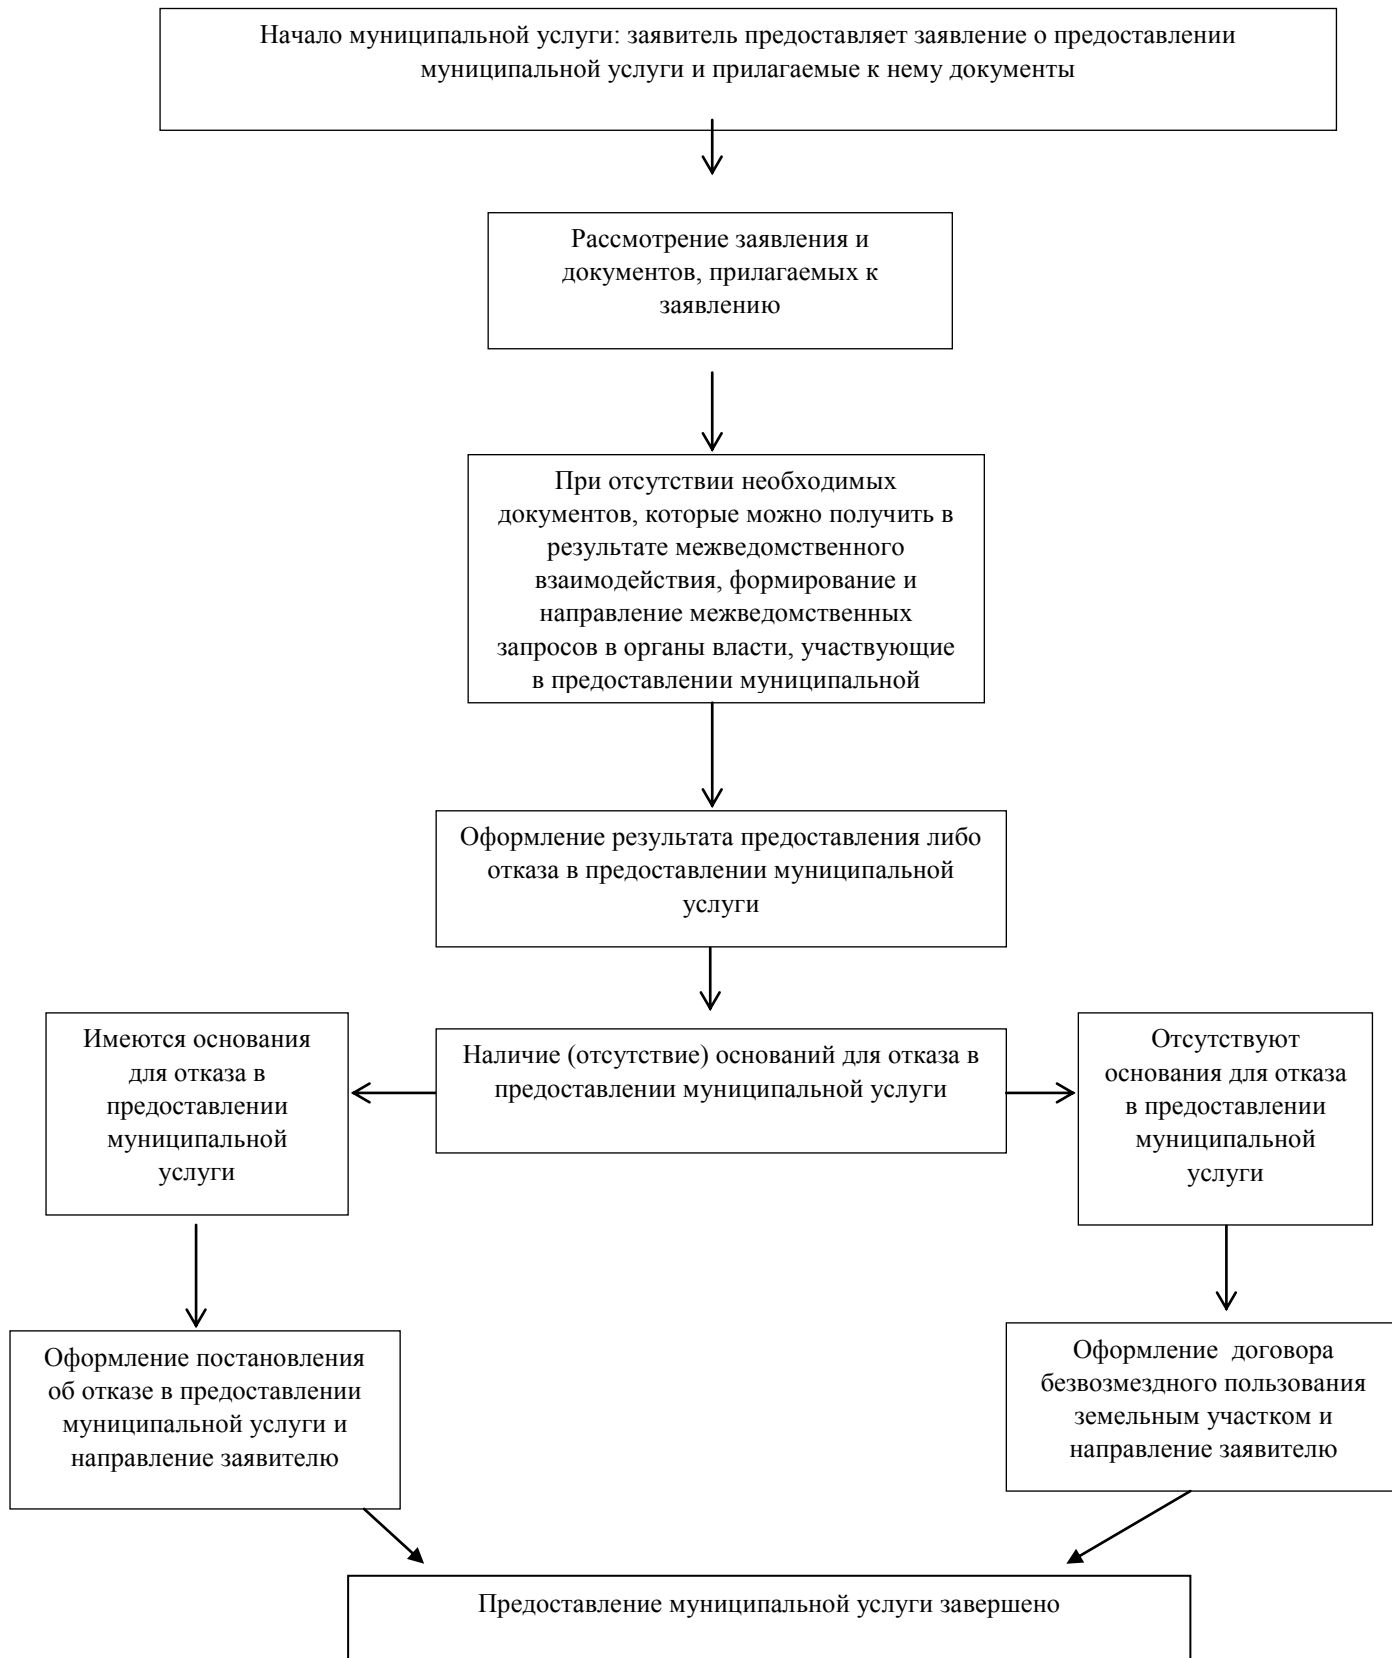 Начало муниципальной услуги: заявитель предоставляет заявление о предоставлении
муниципальной услуги и прилагаемые к нему документы
Рассмотрение заявления и
документов, прилагаемых к
заявлению
При отсутствии необходимых
документов, которые можно получить в
результате межведомственного
взаимодействия, формирование и
направление межведомственных
запросов в органы власти, участвующие
в предоставлении муниципальной
Оформление результата предоставления либо
отказа в предоставлении муниципальной
услуги
Имеются основания
для отказа в
предоставлении
муниципальной
услуги
Наличие (отсутствие) оснований для отказа в
предоставлении муниципальной услуги
Отсутствуют
основания для отказа
в предоставлении
муниципальной
услуги
Оформление постановления
об отказе в предоставлении
муниципальной услуги и
направление заявителю
Оформление договора
безвозмездного пользования
земельным участком и
направление заявителю
Предоставление муниципальной услуги завершено